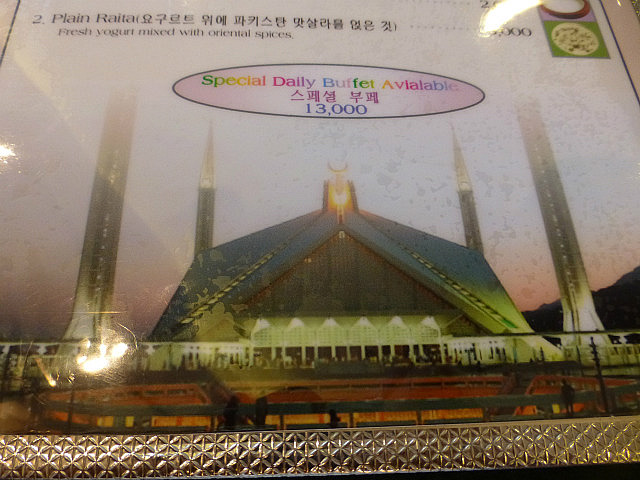 2. Plain Raita(요구르트 위에 파키스탄 맛살라를 얹은 것)
Fresh yogurt mixed with oriental spices.
Special Daily Buffet Avialable
스페셜 부페
13,000